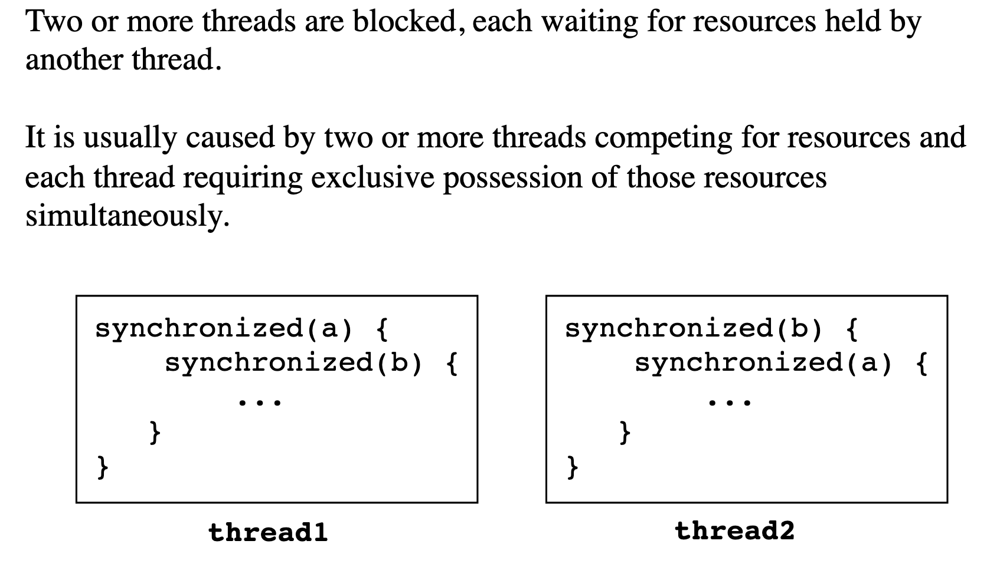 Two or more threads are blocked, each waiting for resources held by
another thread.
It is usually caused by two or more threads competing for resources and
each thread requiring exclusive possession of those resources
simultaneously.
synchronized(a) {
synchronized(b) {
...
}
}
thread1
synchronized(b) {
synchronized(a) {
...
}
}
thread2